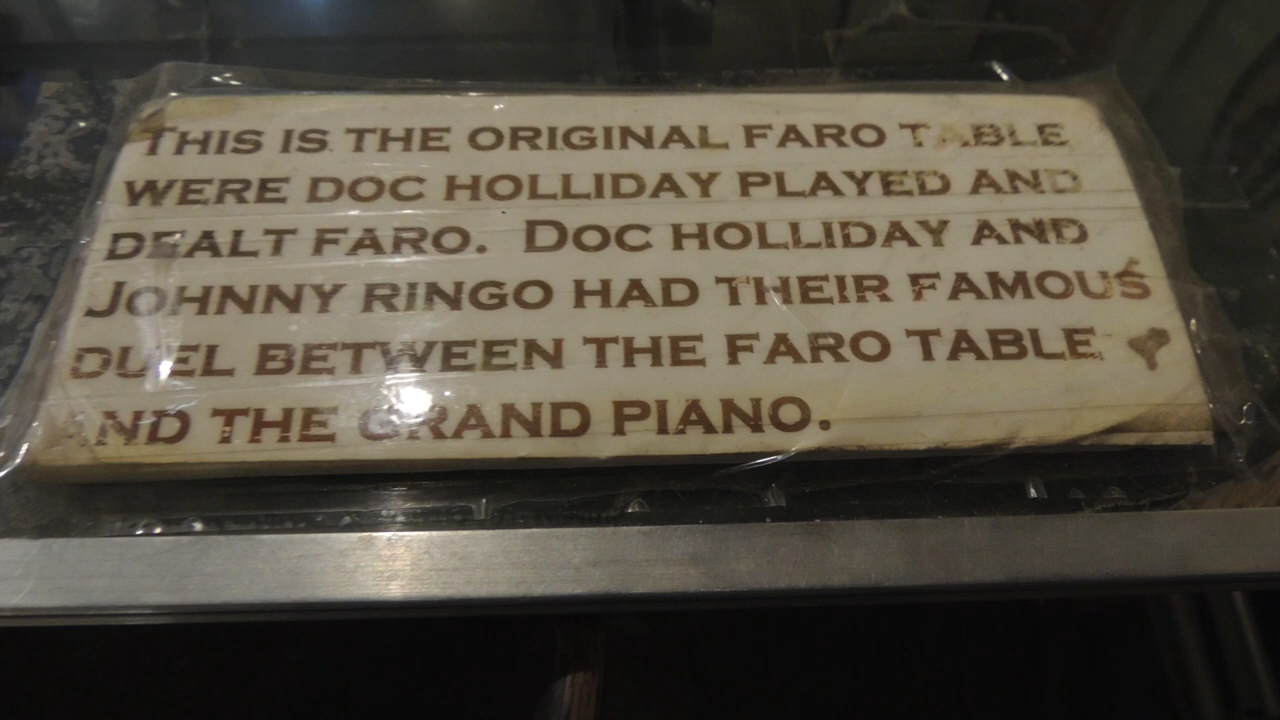 THIS IS THE ORIGINAL FARO TABLE
WERE DOC HOLLIDAY PLAYED AND
DEALT FARO. DOC HOLLIDAY AND
JOHNNY RINGO HAD THEIR FAMOUS
DUEL BETWEEN THE FARO TABLE
AND THE GRAND PIANO.